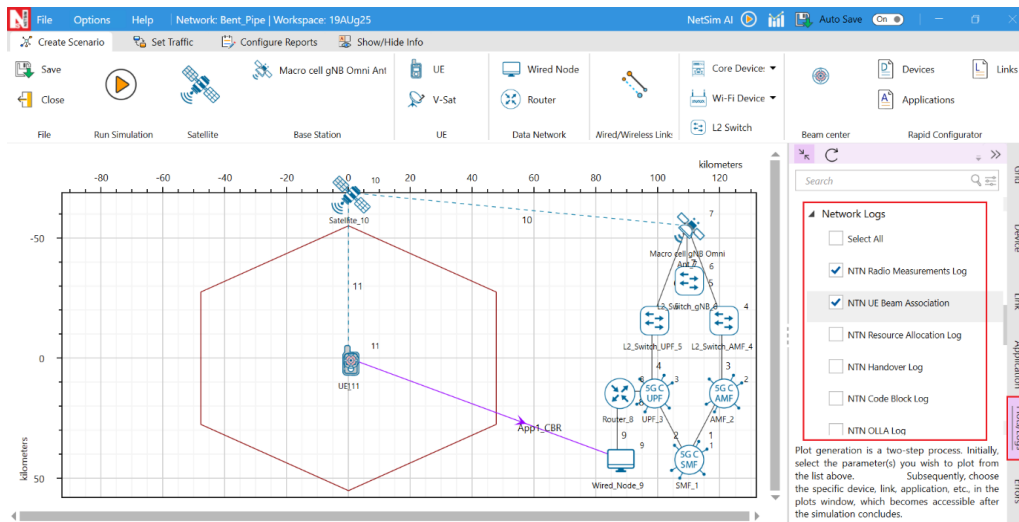 N
File Options Help Network: Bent_Pipe | Workspace: 19AUg25 NetSim AI Auto Save On
Create Scenario Set Traffic Configure Reports Show/Hide Info
Save Macro cell gNB Omni Ant UE Wired Node Core Device: Devices Links
Close V-Sat Router Wi-Fi Device Applications
L2 Switch
File Run Simulation Satellite Base Station UE Data Network Wired/Wireless Links Beam center Rapid Configurator
kilometers
-80 -60 -40 -20 0 10 20 40 60 80 100 120
Search
Network Logs
Select All
NTN Radio Measurements Log
NTN UE Beam Association
NTN Resource Allocation Log
NTN Handover Log
NTN Code Block Log
NTN OLLA Log
Plot generation is a two-step process. Initially,
select the parameter(s) you wish to plot from
the list above. Subsequently, choose
the specific device, link, application, etc., in the
plots window, which becomes accessible after
the simulation concludes.
Grid
Device
Link
Application
Errors
Satellite_10
10
7
-50
Macro cell gNB Omni
Ant_7
6
5
11
L2_Switch_gNB_6
4
L2_Switch_UPF_5 L2_Switch_AMF_4
11
0
UE_11
4 3
3 2
5G C
UPF
5G C
AMF
Router_8 UPF_3 AMF_2
App1_CBR
9 9
2 1 1
5G C
SMF
Wired_Node_9 SMF_1
50
kilometers